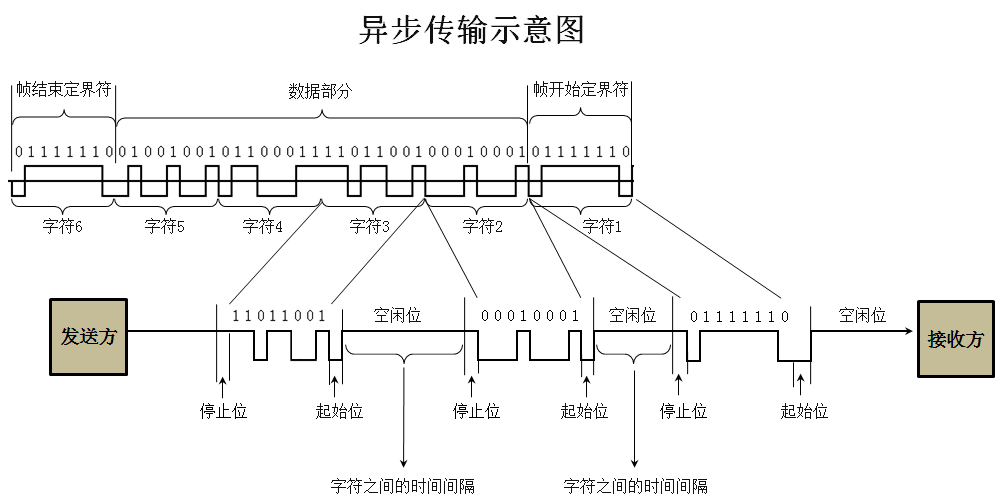 异步传输示意图
帧结束定界符 数据部分 帧开始定界符
0 1 1 1 1 1 1 0 0 1 0 0 1 0 0 1 0 1 1 0 0 0 1 1 1 1 0 1 1 0 0 1 0 0 0 1 0 0 0 1 0 1 1 1 1 1 1 0
字符6 字符5 字符4 字符3 字符2 字符1
1 1 0 1 1 0 0 1 空闲位 0 0 0 1 0 0 0 1 空闲位 0 1 1 1 1 1 1 0 空闲位
发送方 接收方
停止位 起始位 停止位 起始位 停止位 起始位
字符之间的时间间隔 字符之间的时间间隔